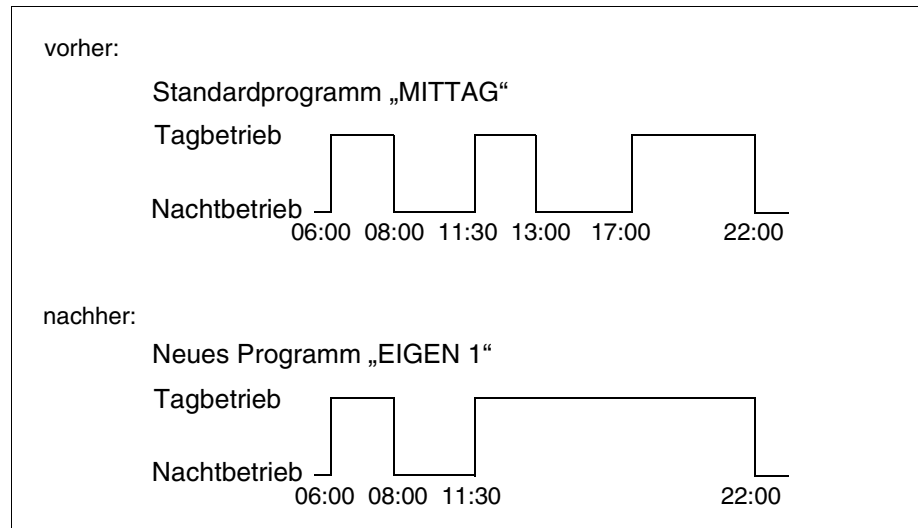 vorher:
Standardprogramm „MITTAG“
Tagbetrieb
Nachtbetrieb
06:00 08:00 11:30 13:00 17:00 22:00
nachher:
Neues Programm „EIGEN 1“
Tagbetrieb
Nachtbetrieb
06:00 08:00 11:30 22:00